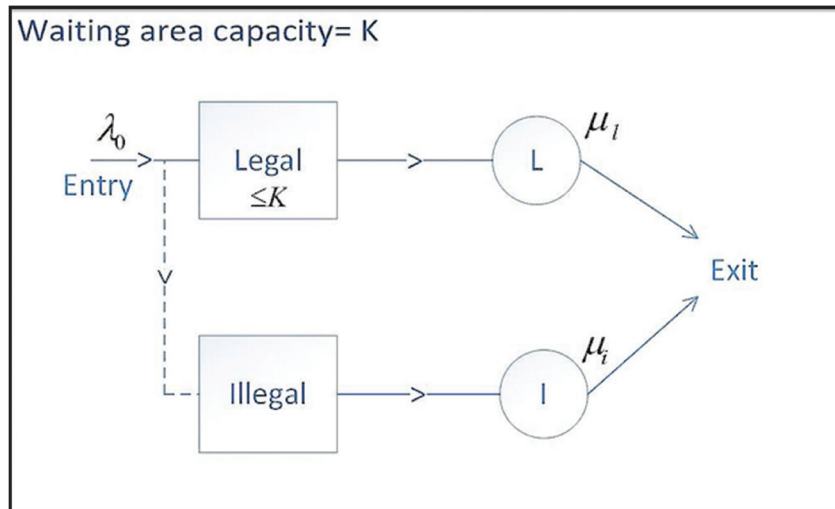 Waiting area capacity= K
λ₀
Entry
Legal
≤K
L
μₗ
Exit
Illegal
I
μᵢ